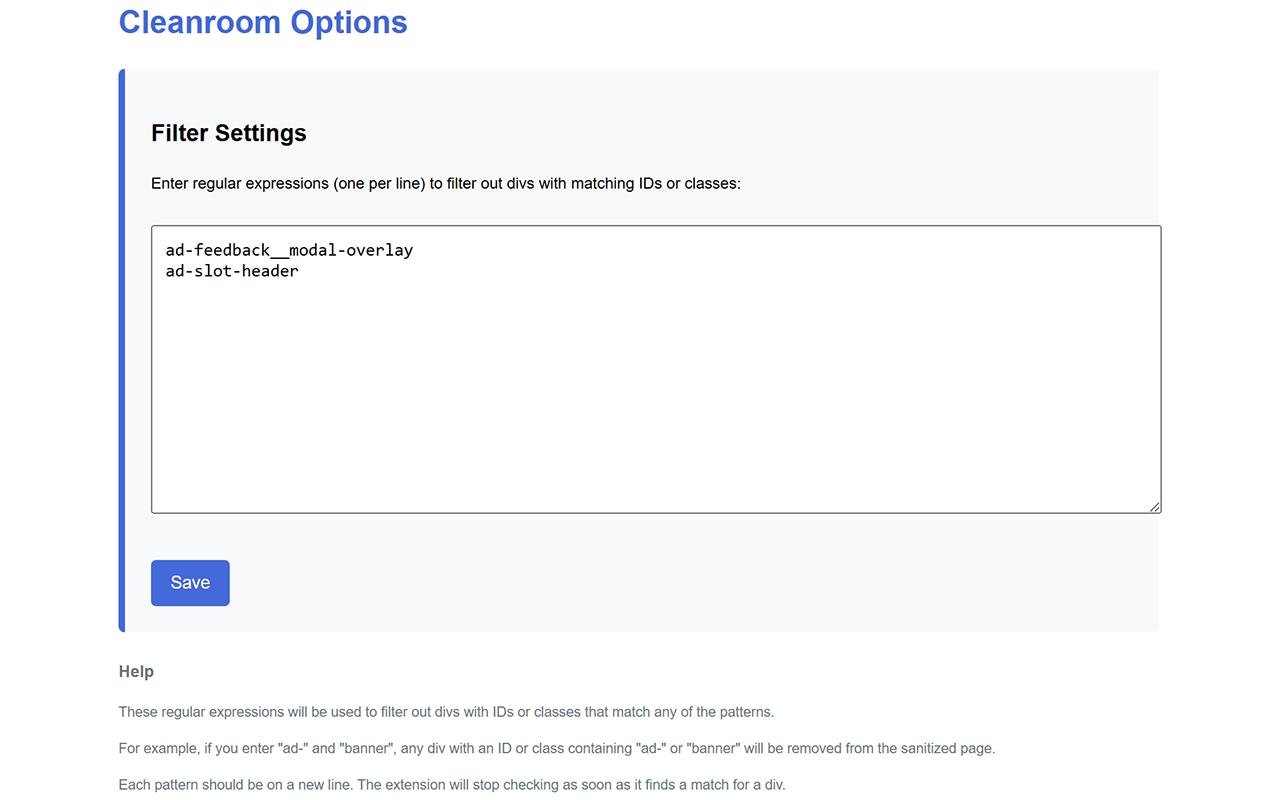 Cleanroom Options
Filter Settings
Enter regular expressions (one per line) to filter out divs with matching IDs or classes:
ad-feedback__modal-overlay
ad-slot-header
Save
Help
These regular expressions will be used to filter out divs with IDs or classes that match any of the patterns.
For example, if you enter "ad-" and "banner", any div with an ID or class containing "ad-" or "banner" will be removed from the sanitized page.
Each pattern should be on a new line. The extension will stop checking as soon as it finds a match for a div.